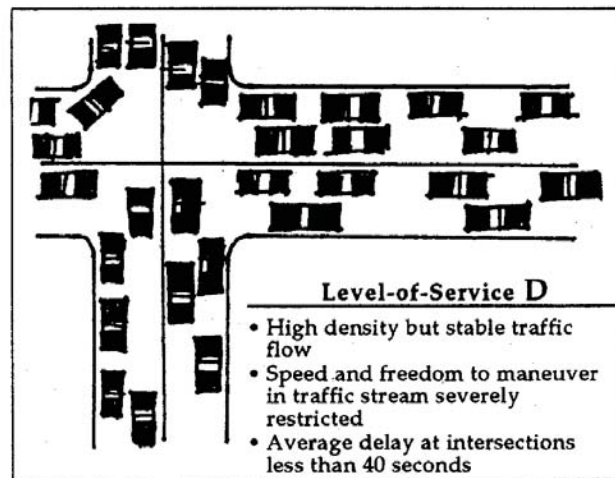 Level-of-Service D
• High density but stable traffic
flow
• Speed and freedom to maneuver
in traffic stream severely
restricted
• Average delay at intersections
less than 40 seconds